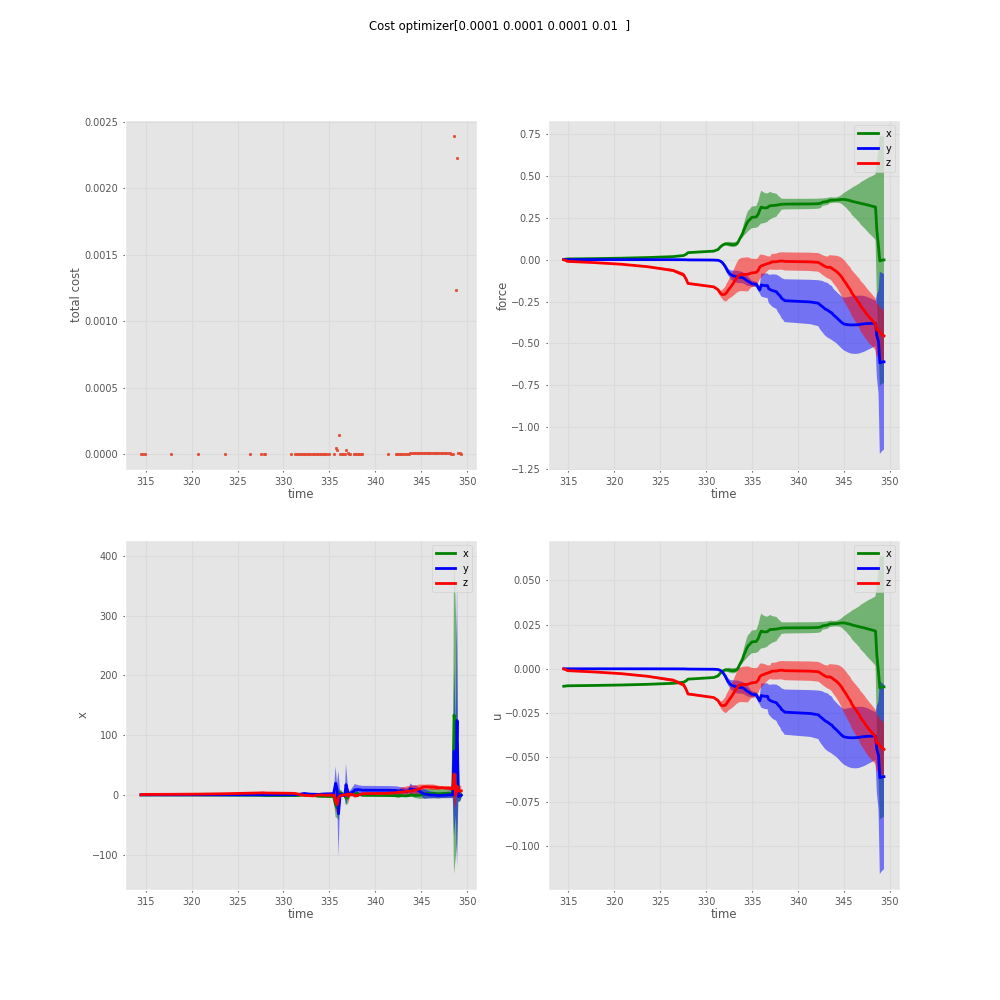 Cost optimizer[0.0001 0.0001 0.0001 0.01  ]
0.0025
0.0020
0.0015
0.0010
0.0005
0.0000
total cost
315 320 325 330 335 340 345 350
time
0.75
0.50
0.25
0.00
−0.25
−0.50
−0.75
−1.00
−1.25
force
x
y
z
315 320 325 330 335 340 345 350
time
400
300
200
100
0
−100
x
x
y
z
315 320 325 330 335 340 345 350
time
0.050
0.025
0.000
−0.025
−0.050
−0.075
−0.100
u
x
y
z
315 320 325 330 335 340 345 350
time